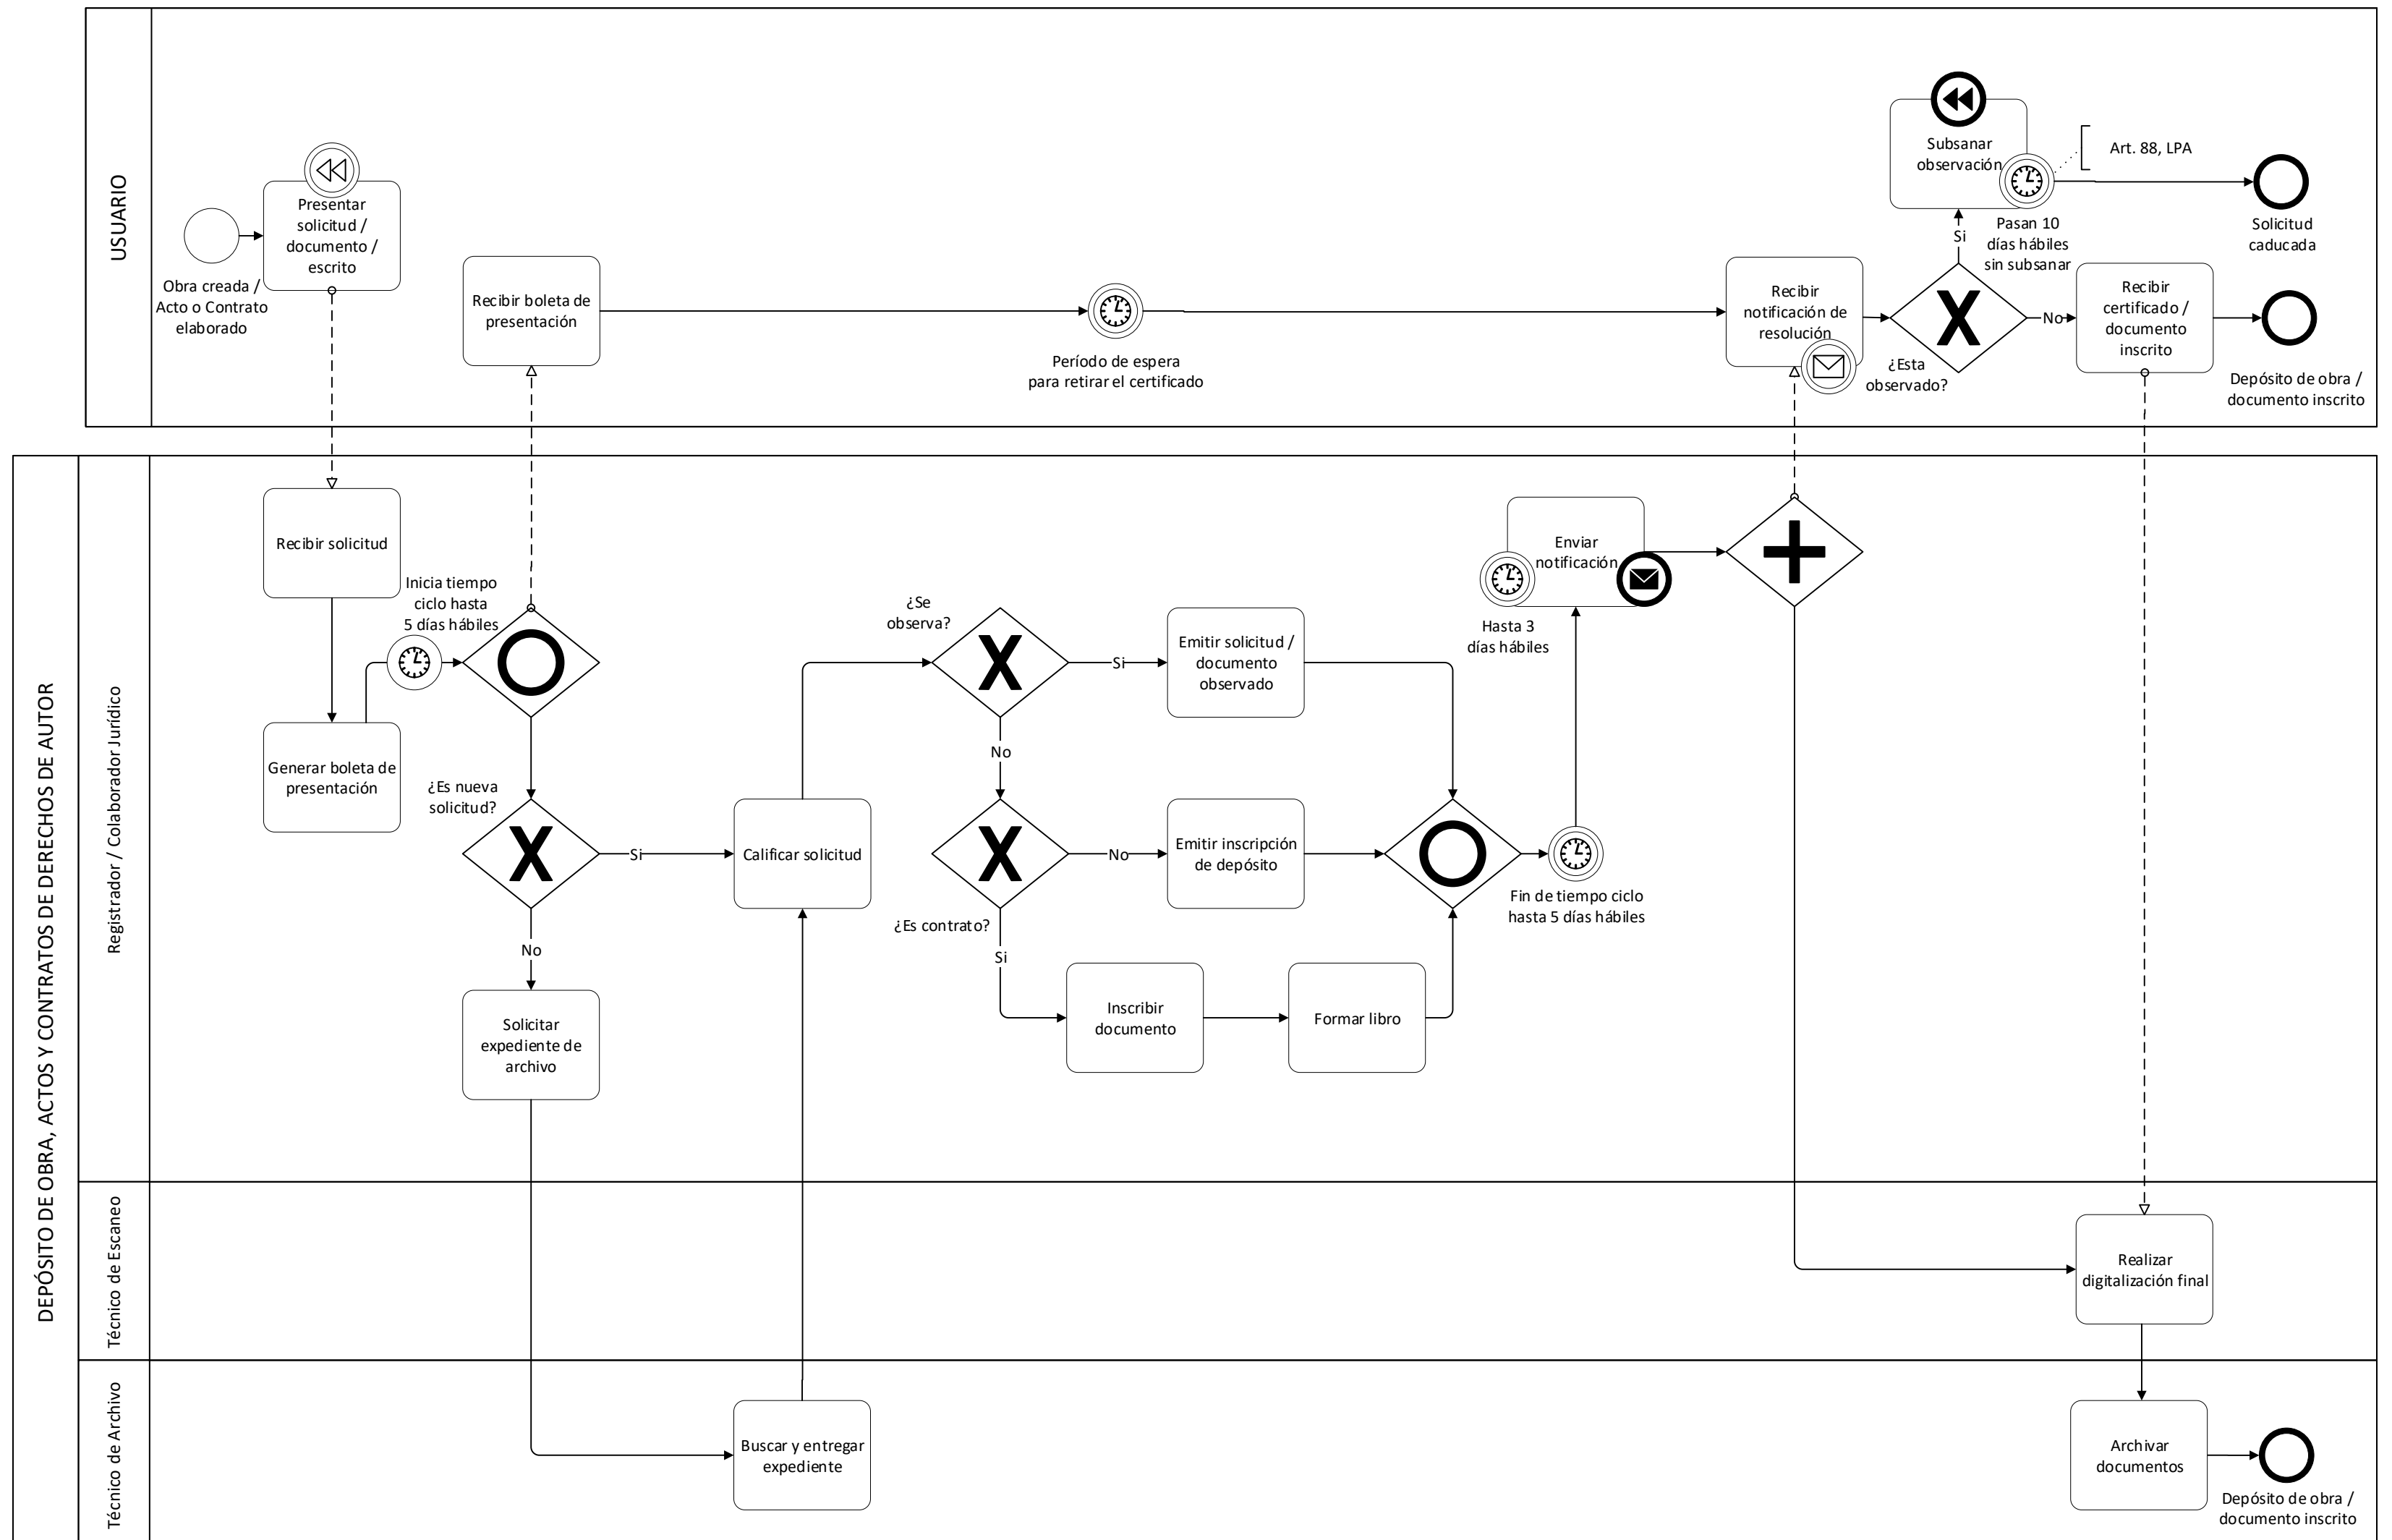 USUARIO
Obra creada /
Acto o Contrato
elaborado
Presentar
solicitud /
documento /
escrito
Recibir boleta de
presentación
Período de espera
para retirar el certificado
Recibir
notificación de
resolución
¿Esta
observado?
Si
No
Subsanar
observación
Art. 88, LPA
Pasan 10
días hábiles
sin subsanar
Solicitud
caducada
Recibir
certificado /
documento
inscrito
Depósito de obra /
documento inscrito
DEPÓSITO DE OBRA, ACTOS Y CONTRATOS DE DERECHOS DE AUTOR
Registrador / Colaborador Jurídico
Recibir solicitud
Generar boleta de
presentación
Inicia tiempo
ciclo hasta
5 días hábiles
¿Es nueva
solicitud?
Si
No
Solicitar
expediente de
archivo
Calificar solicitud
¿Se
observa?
Si
No
Emitir solicitud /
documento
observado
¿Es contrato?
No
Si
Emitir inscripción
de depósito
Inscribir
documento
Formar libro
Fin de tiempo ciclo
hasta 5 días hábiles
Enviar
notificación
Hasta 3
días hábiles
Técnico de Escaneo
Realizar
digitalización final
Técnico de Archivo
Buscar y entregar
expediente
Archivar
documentos
Depósito de obra /
documento inscrito